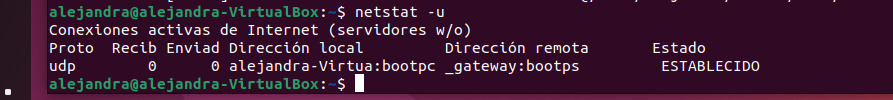 alejandra@alejandra-VirtualBox:~$ netstat -u
Conexiones activas de Internet (servidores w/o)
Proto  Recib Enviad Dirección local         Dirección remota       Estado
udp        0      0 alejandra-Virtua:bootpc _gateway:bootps         ESTABLECIDO
alejandra@alejandra-VirtualBox:~$